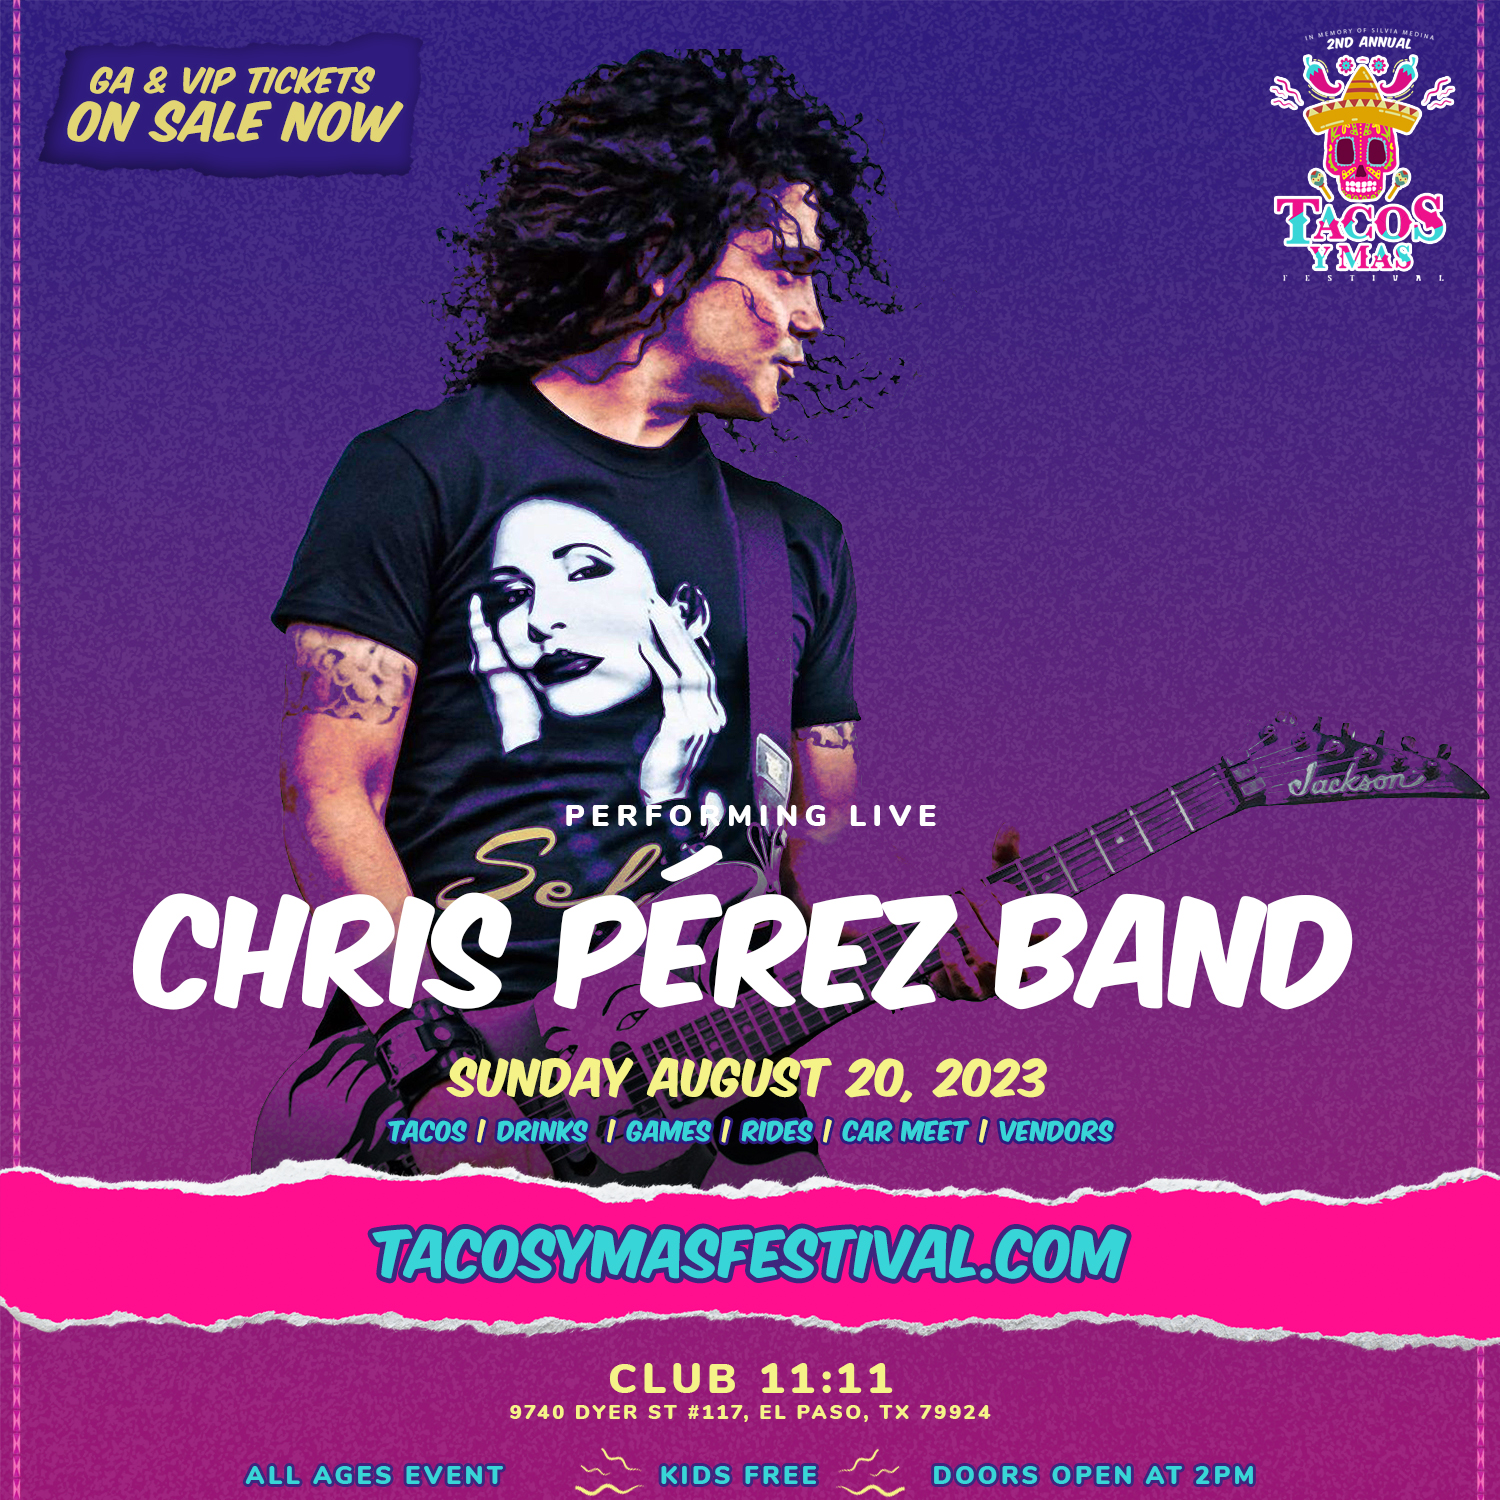 GA & VIP TICKETS
ON SALE NOW
IN MEMORY OF SILVIA MEDINA
2ND ANNUAL
TACOS
Y MAS
FESTIVAL
Jackson
PERFORMING LIVE
CHRIS PÉREZ BAND
SUNDAY AUGUST 20, 2023
TACOS | DRINKS | GAMES | RIDES | CAR MEET | VENDORS
TACOSYMASFESTIVAL.COM
CLUB 11:11
9740 DYER ST #117, EL PASO, TX 79924
ALL AGES EVENT KIDS FREE DOORS OPEN AT 2PM